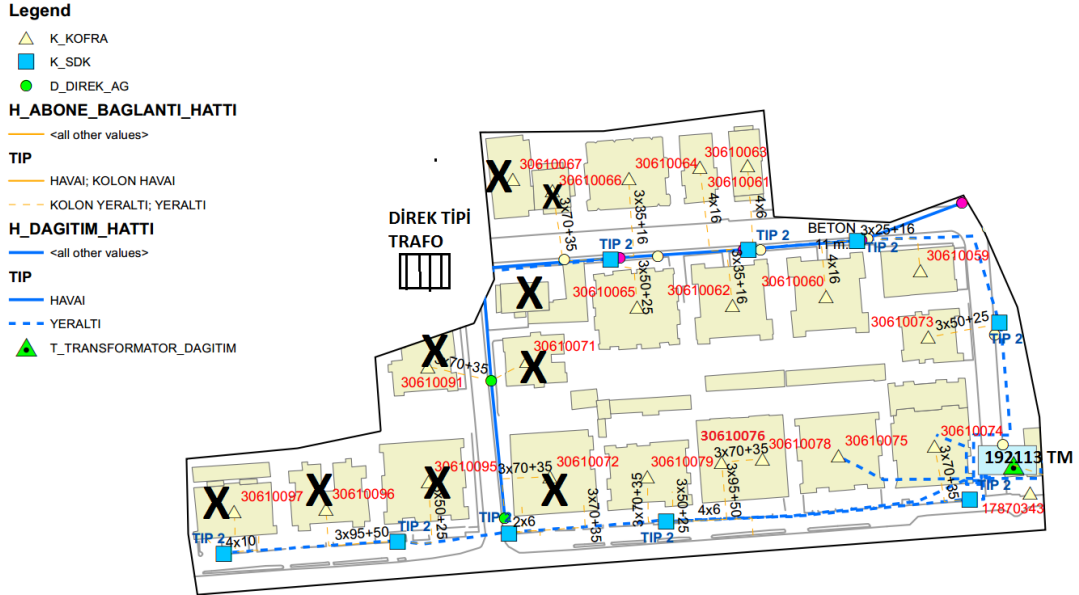 Legend
K_KOFRA
K_SDK
D_DIREK_AG
H_ABONE_BAGLANTI_HATTI
<all other values>
TIP
HAVAI; KOLON HAVAI
KOLON YERALTI; YERALTI
H_DAGITIM_HATTI
<all other values>
TIP
HAVAI
YERALTI
T_TRANSFORMATOR_DAGITIM
DİREK TİPİ
TRAFO
X 30610067
X 30610066
30610064
30610063
30610061
3x70+35
3x35+16
4x16
4x6
TIP 2
TIP 2
BETON
11 m
3x25+16
TIP 2
X
30610065
3x50+25
30610062
3x35+16
30610060
4x16
30610059
30610073
3x50+25
TIP 2
X
3x70+35
30610091
30610071
X
30610097
X
4x10
TIP 2
30610096
X
3x95+50
TIP 2
30610095
X
3x50+25
TIP 2
2x6
3x70+35
30610072
X
3x70+35
30610079
3x70+35
3x50+25
TIP 2
4x6
30610076
3x70+35
3x95+50
30610078
30610075
30610074
3x70+35
192113 TM
TIP 2
17870343